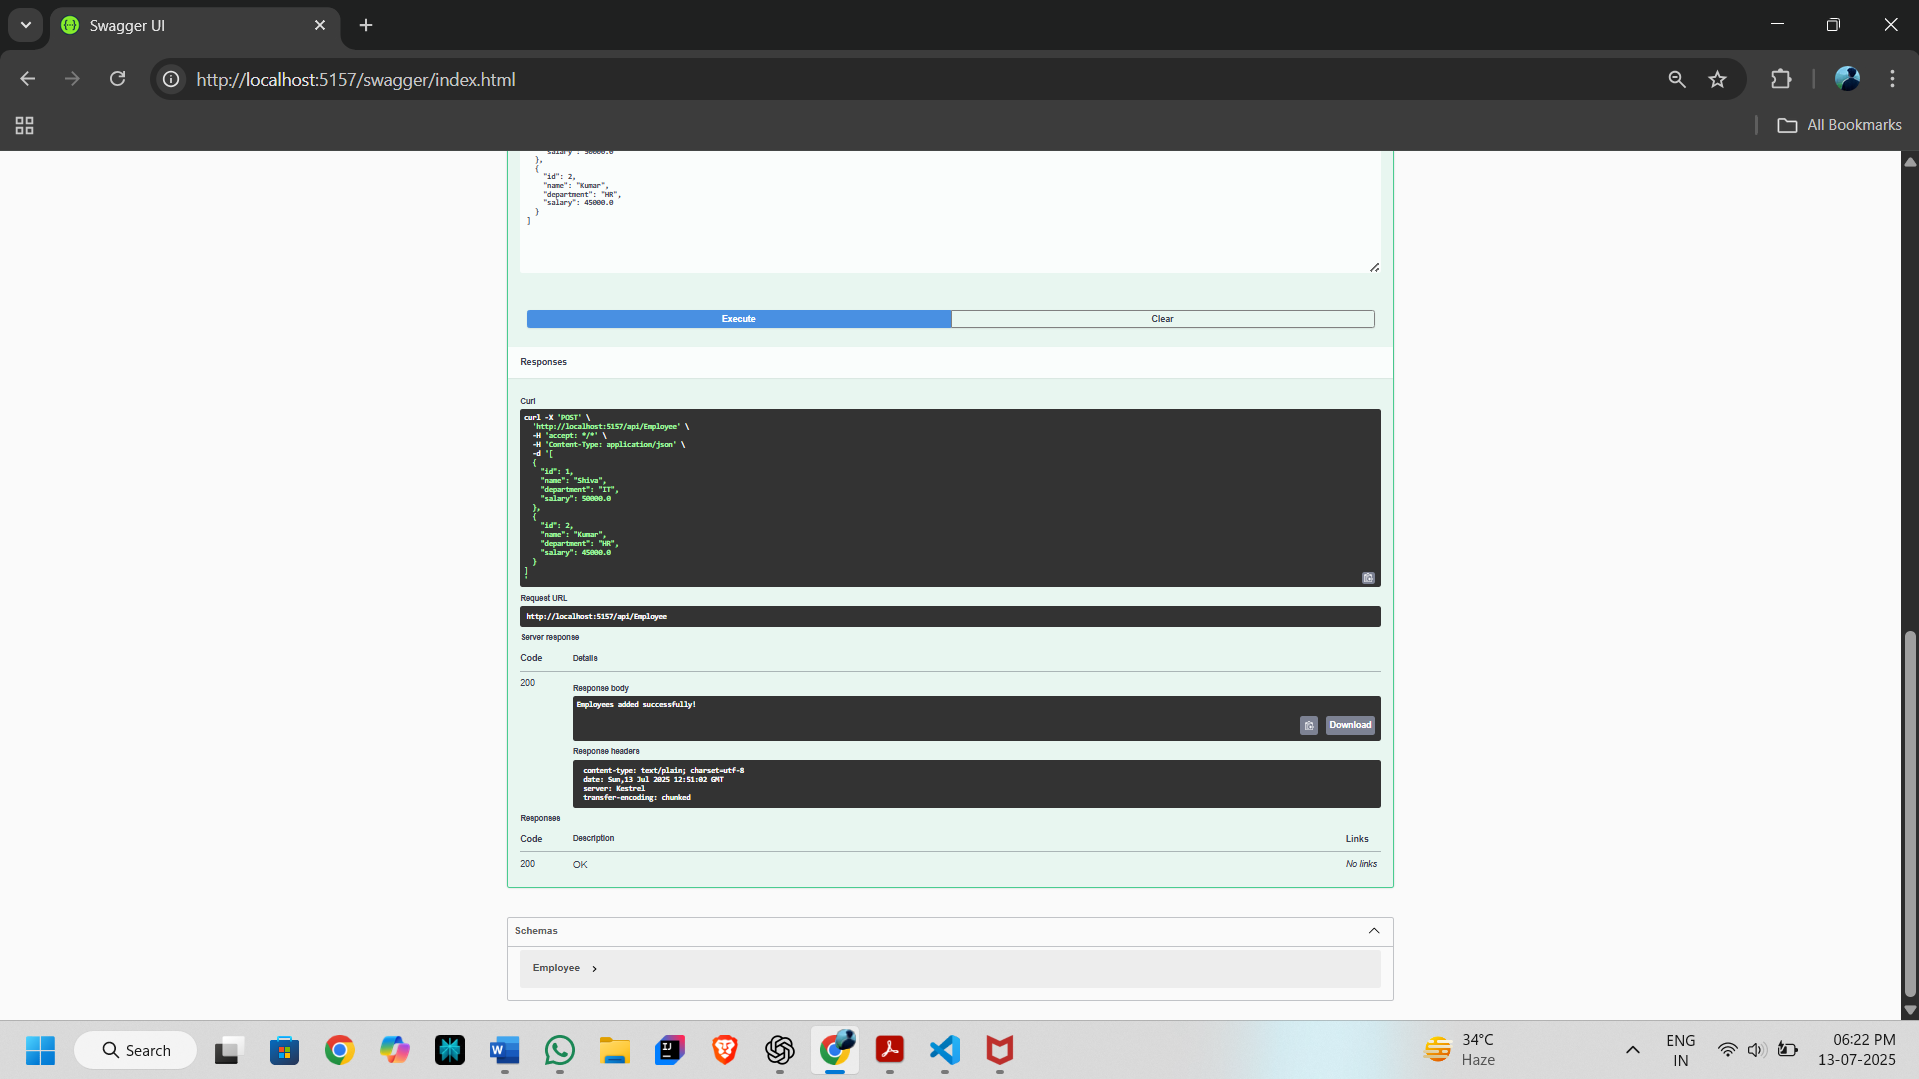 Swagger UI
http://localhost:5157/swagger/index.html
All Bookmarks
"salary": 50000.0
},
{
"id": 2,
"name": "Kumar",
"department": "HR",
"salary": 45000.0
}
]
Execute
Clear
Responses
Curl
curl -X 'POST' \
'http://localhost:5157/api/Employee' \
-H 'accept: */*' \
-H 'Content-Type: application/json' \
-d '[
{
"id": 1,
"name": "Shiva",
"department": "IT",
"salary": 50000.0
},
{
"id": 2,
"name": "Kumar",
"department": "HR",
"salary": 45000.0
}
]
'
Request URL
http://localhost:5157/api/Employee
Server response
Code Details
200
Response body
Employees added successfully!
Download
Response headers
content-type: text/plain; charset=utf-8
date: Sun,13 Jul 2025 12:51:02 GMT
server: Kestrel
transfer-encoding: chunked
Responses
Code Description Links
200 OK No links
Schemas
Employee
Search
34°C
Haze
ENG
IN
06:22 PM
13-07-2025